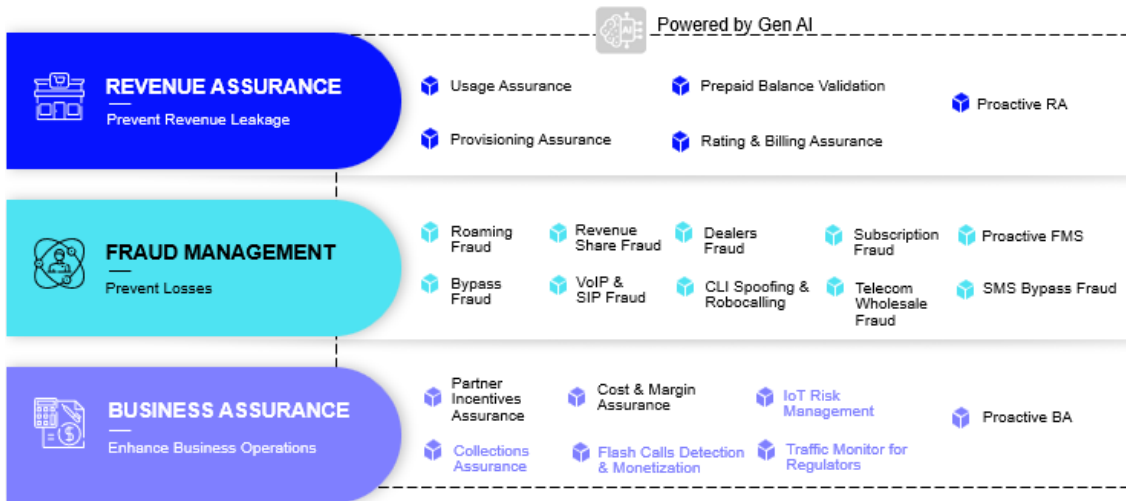 Powered by Gen AI
AI
REVENUE ASSURANCE
Prevent Revenue Leakage
Usage Assurance
Prepaid Balance Validation
Proactive RA
Provisioning Assurance
Rating & Billing Assurance
FRAUD MANAGEMENT
Prevent Losses
Roaming
Fraud
Revenue
Share Fraud
Dealers
Fraud
Subscription
Fraud
Proactive FMS
Bypass
Fraud
VoIP &
SIP Fraud
CLI Spoofing &
Robocalling
Telecom
Wholesale
Fraud
SMS Bypass Fraud
BUSINESS ASSURANCE
Enhance Business Operations
Partner
Incentives
Assurance
Cost & Margin
Assurance
IoT Risk
Management
Proactive BA
Collections
Assurance
Flash Calls Detection
& Monetization
Traffic Monitor for
Regulators